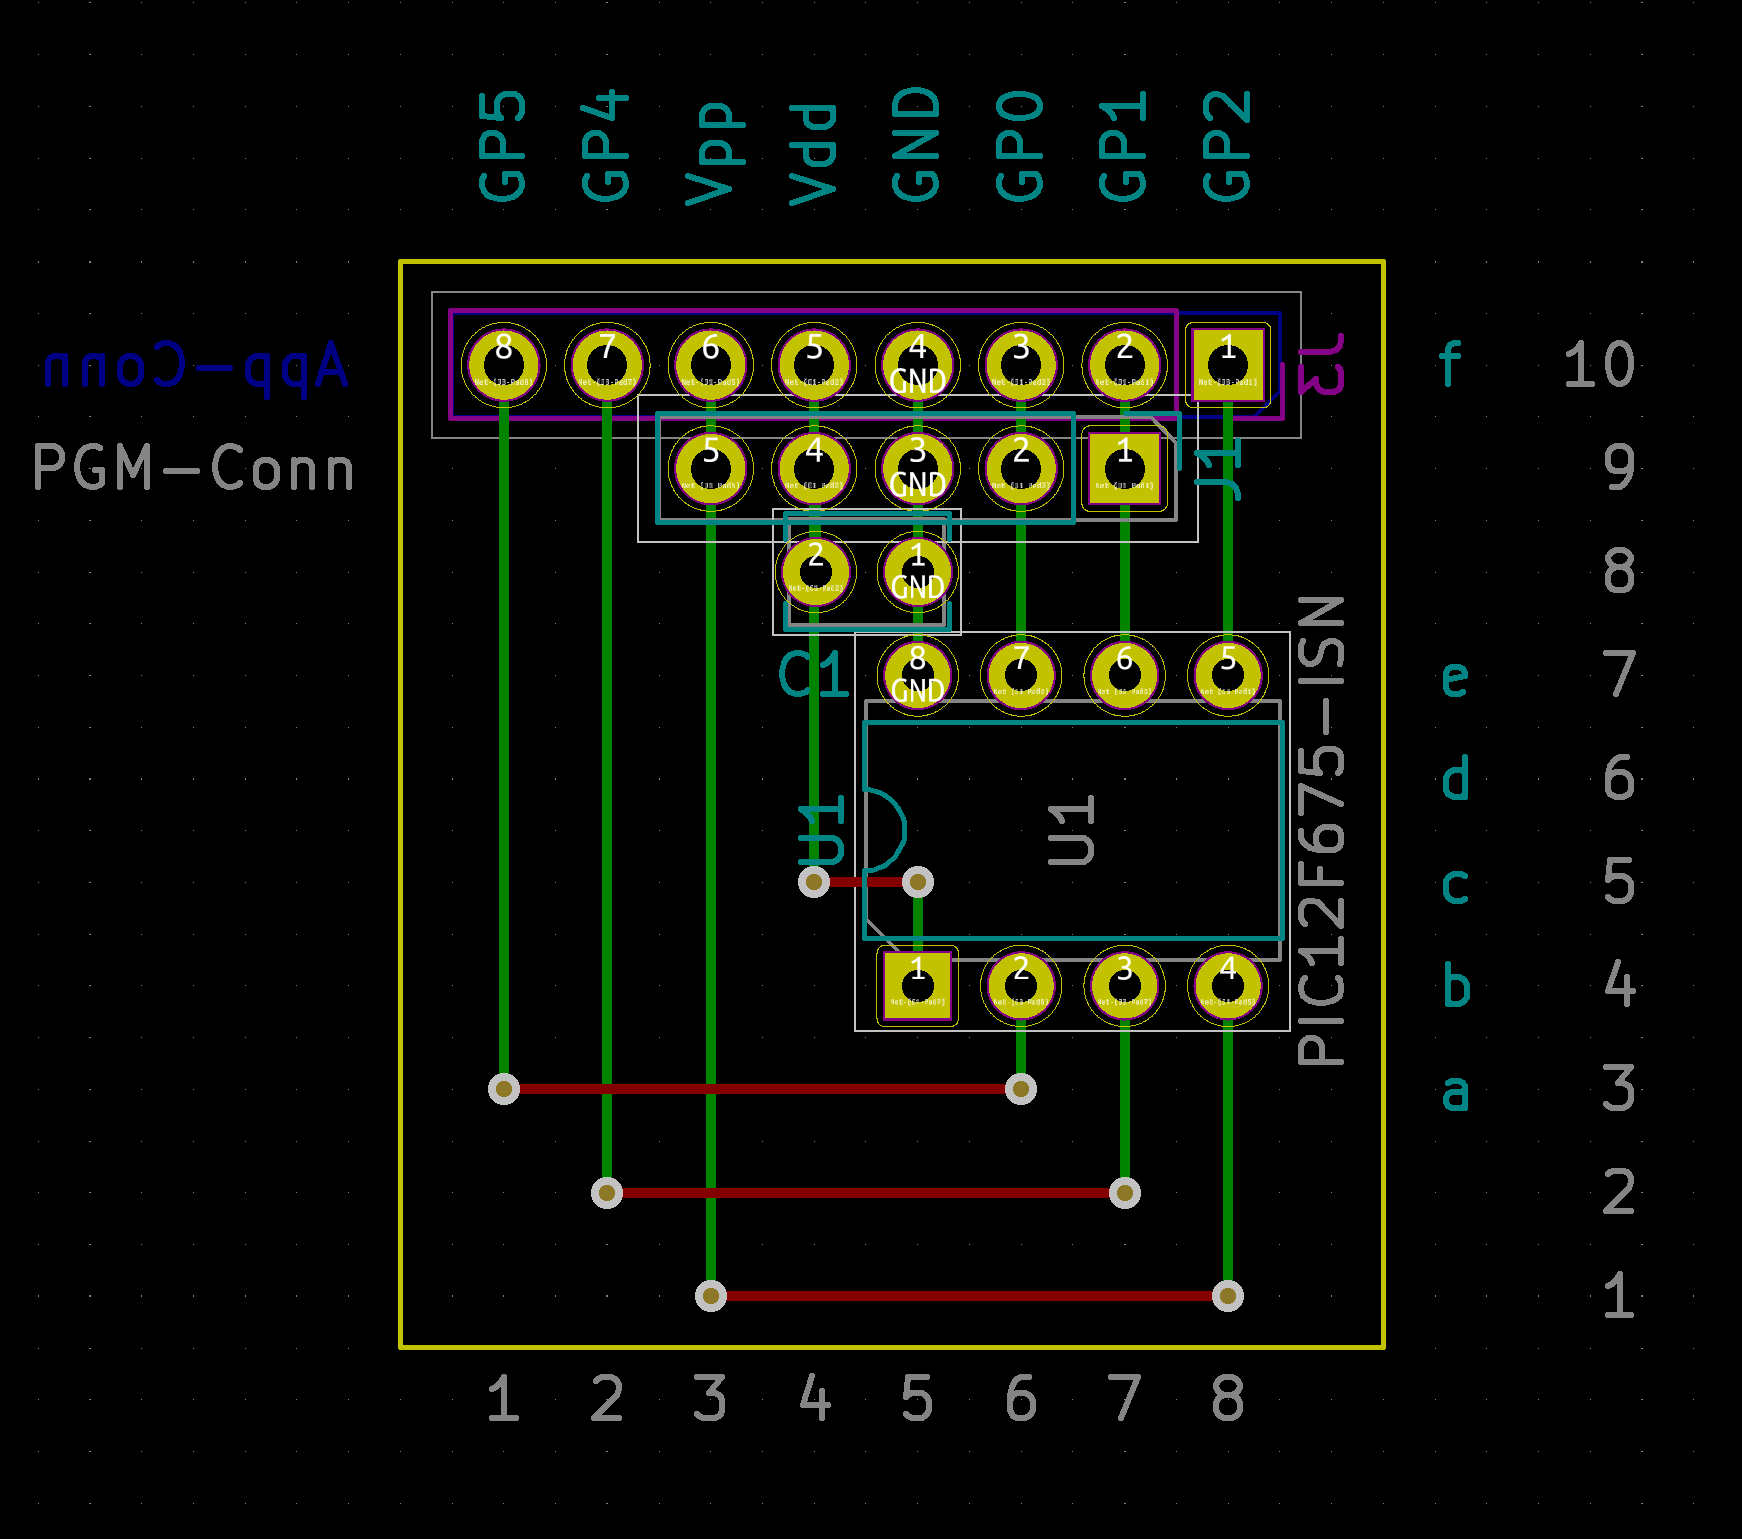 GP5 GP4 Vpp Vdd GND GP0 GP1 GP2
App-Conn 8 7 6 5 4 3 2 1 J3 f 10
GND
PGM-Conn 5 4 3 2 1 J1 9
GND
2 1 8
GND
C1 8 7 6 5 e 7
GND
PIC12F675-ISN
d 6
U1 U1
c 5
1 2 3 4 b 4
a 3
2
1
1 2 3 4 5 6 7 8